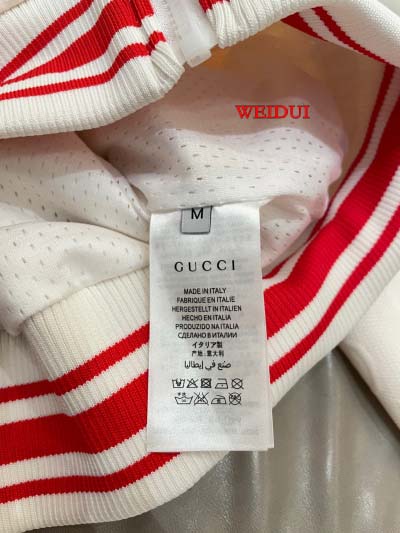 WEIDUI
M
GUCCI
MADE IN ITALY
FABRIQUÉ EN ITALIE
HERGESTELLT IN ITALIEN
HECHO EN ITALIA
PRODUZIDO NA ITALIA
СДЕЛАНО В ИТАЛИИ
イタリア製
产地:意大利
صنع في إيطاليا